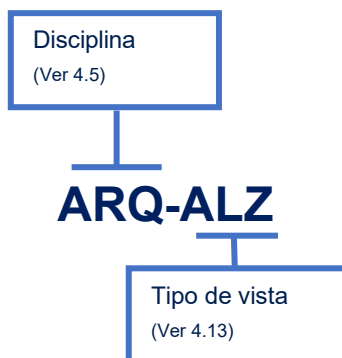 Disciplina
(Ver 4.5)
ARQ-ALZ
Tipo de vista
(Ver 4.13)